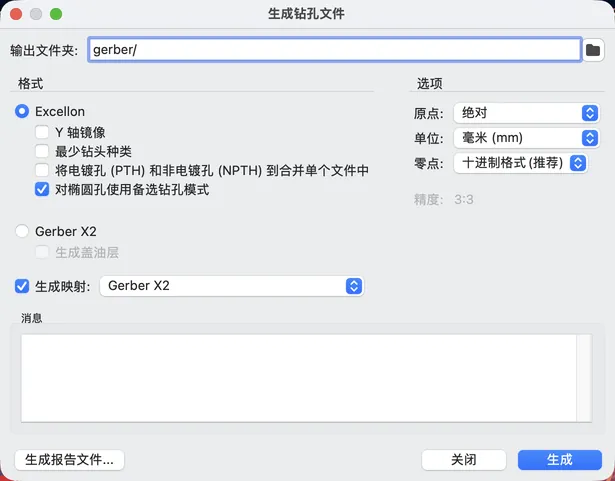 生成钻孔文件
输出文件夹: gerber/
格式
选项
Excellon
原点: 绝对
Y 轴镜像
单位: 毫米 (mm)
最少钻头种类
零点: 十进制格式 (推荐)
将电镀孔 (PTH) 和非电镀孔 (NPTH) 到合并单个文件中
对椭圆孔使用备选钻孔模式
精度: 3:3
Gerber X2
生成盖油层
生成映射: Gerber X2
消息
生成报告文件...
关闭
生成